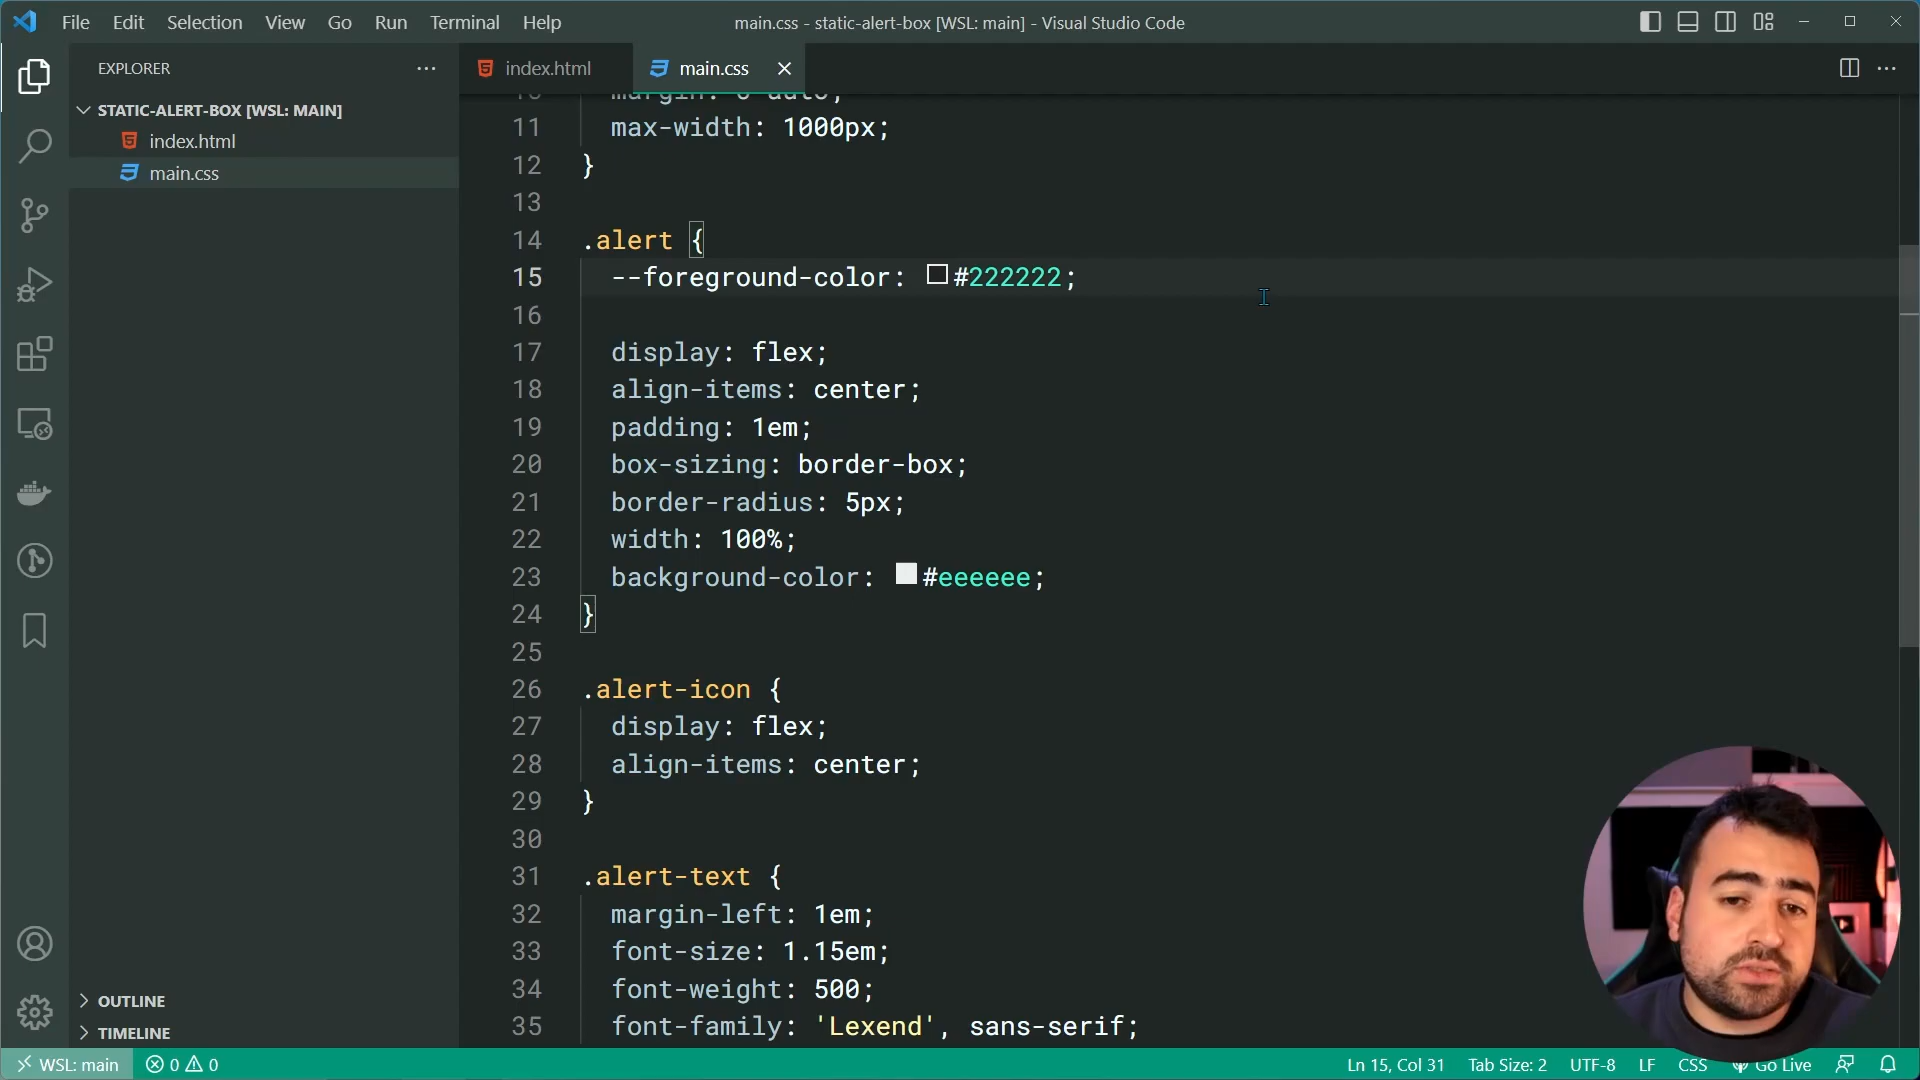 File Edit Selection View Go Run Terminal Help
main.css - static-alert-box [WSL: main] - Visual Studio Code
EXPLORER
STATIC-ALERT-BOX [WSL: MAIN]
index.html
main.css
OUTLINE
TIMELINE
index.html main.css
10 margin: 0 auto;
11 max-width: 1000px;
12 }
13
14 .alert {
15 --foreground-color: #222222;
16
17 display: flex;
18 align-items: center;
19 padding: 1em;
20 box-sizing: border-box;
21 border-radius: 5px;
22 width: 100%;
23 background-color: #eeeeee;
24 }
25
26 .alert-icon {
27 display: flex;
28 align-items: center;
29 }
30
31 .alert-text {
32 margin-left: 1em;
33 font-size: 1.15em;
34 font-weight: 500;
35 font-family: 'Lexend', sans-serif;
WSL: main 0 0 Ln 15, Col 31 Tab Size: 2 UTF-8 LF CSS Go Live